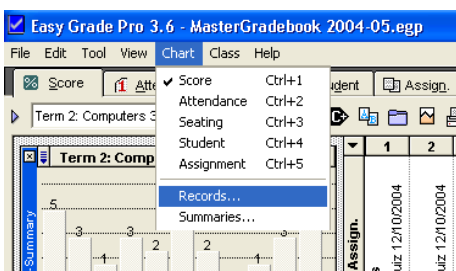 Easy Grade Pro 3.6 - MasterGradebook 2004-05.egp
File Edit Tool View Chart Class Help
% Score Atte dent Assign.
Score Ctrl+1
Attendance Ctrl+2
Seating Ctrl+3
Student Ctrl+4
Assignment Ctrl+5
Records...
Summaries...
Term 2: Computers 3
Term 2: Comp
1 2
Summary
5
3 3 3
2 2
1 1
Assign.
uiz 12/10/2004
uiz 12/10/2004